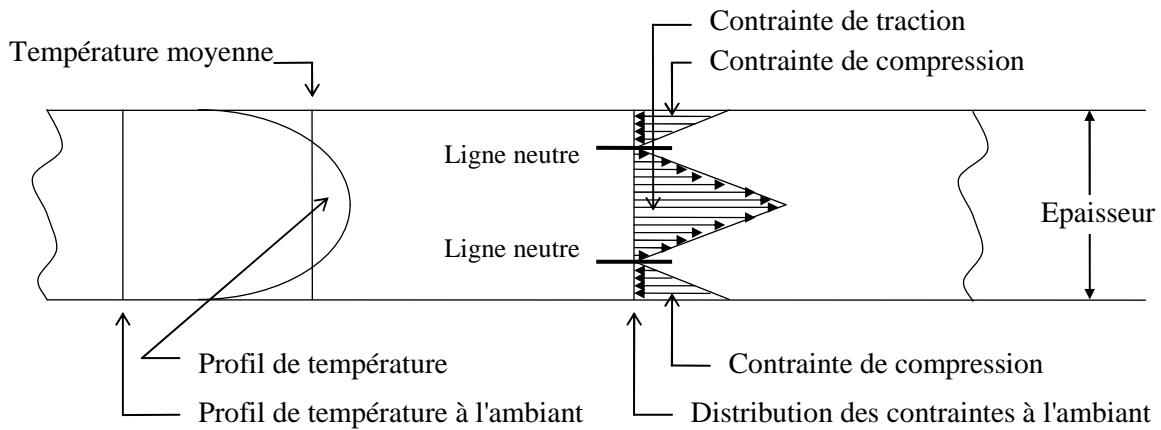 Contrainte de traction
Température moyenne
Contrainte de compression
Ligne neutre
Epaisseur
Ligne neutre
Profil de température
Contrainte de compression
Profil de température à l'ambiant
Distribution des contraintes à l'ambiant